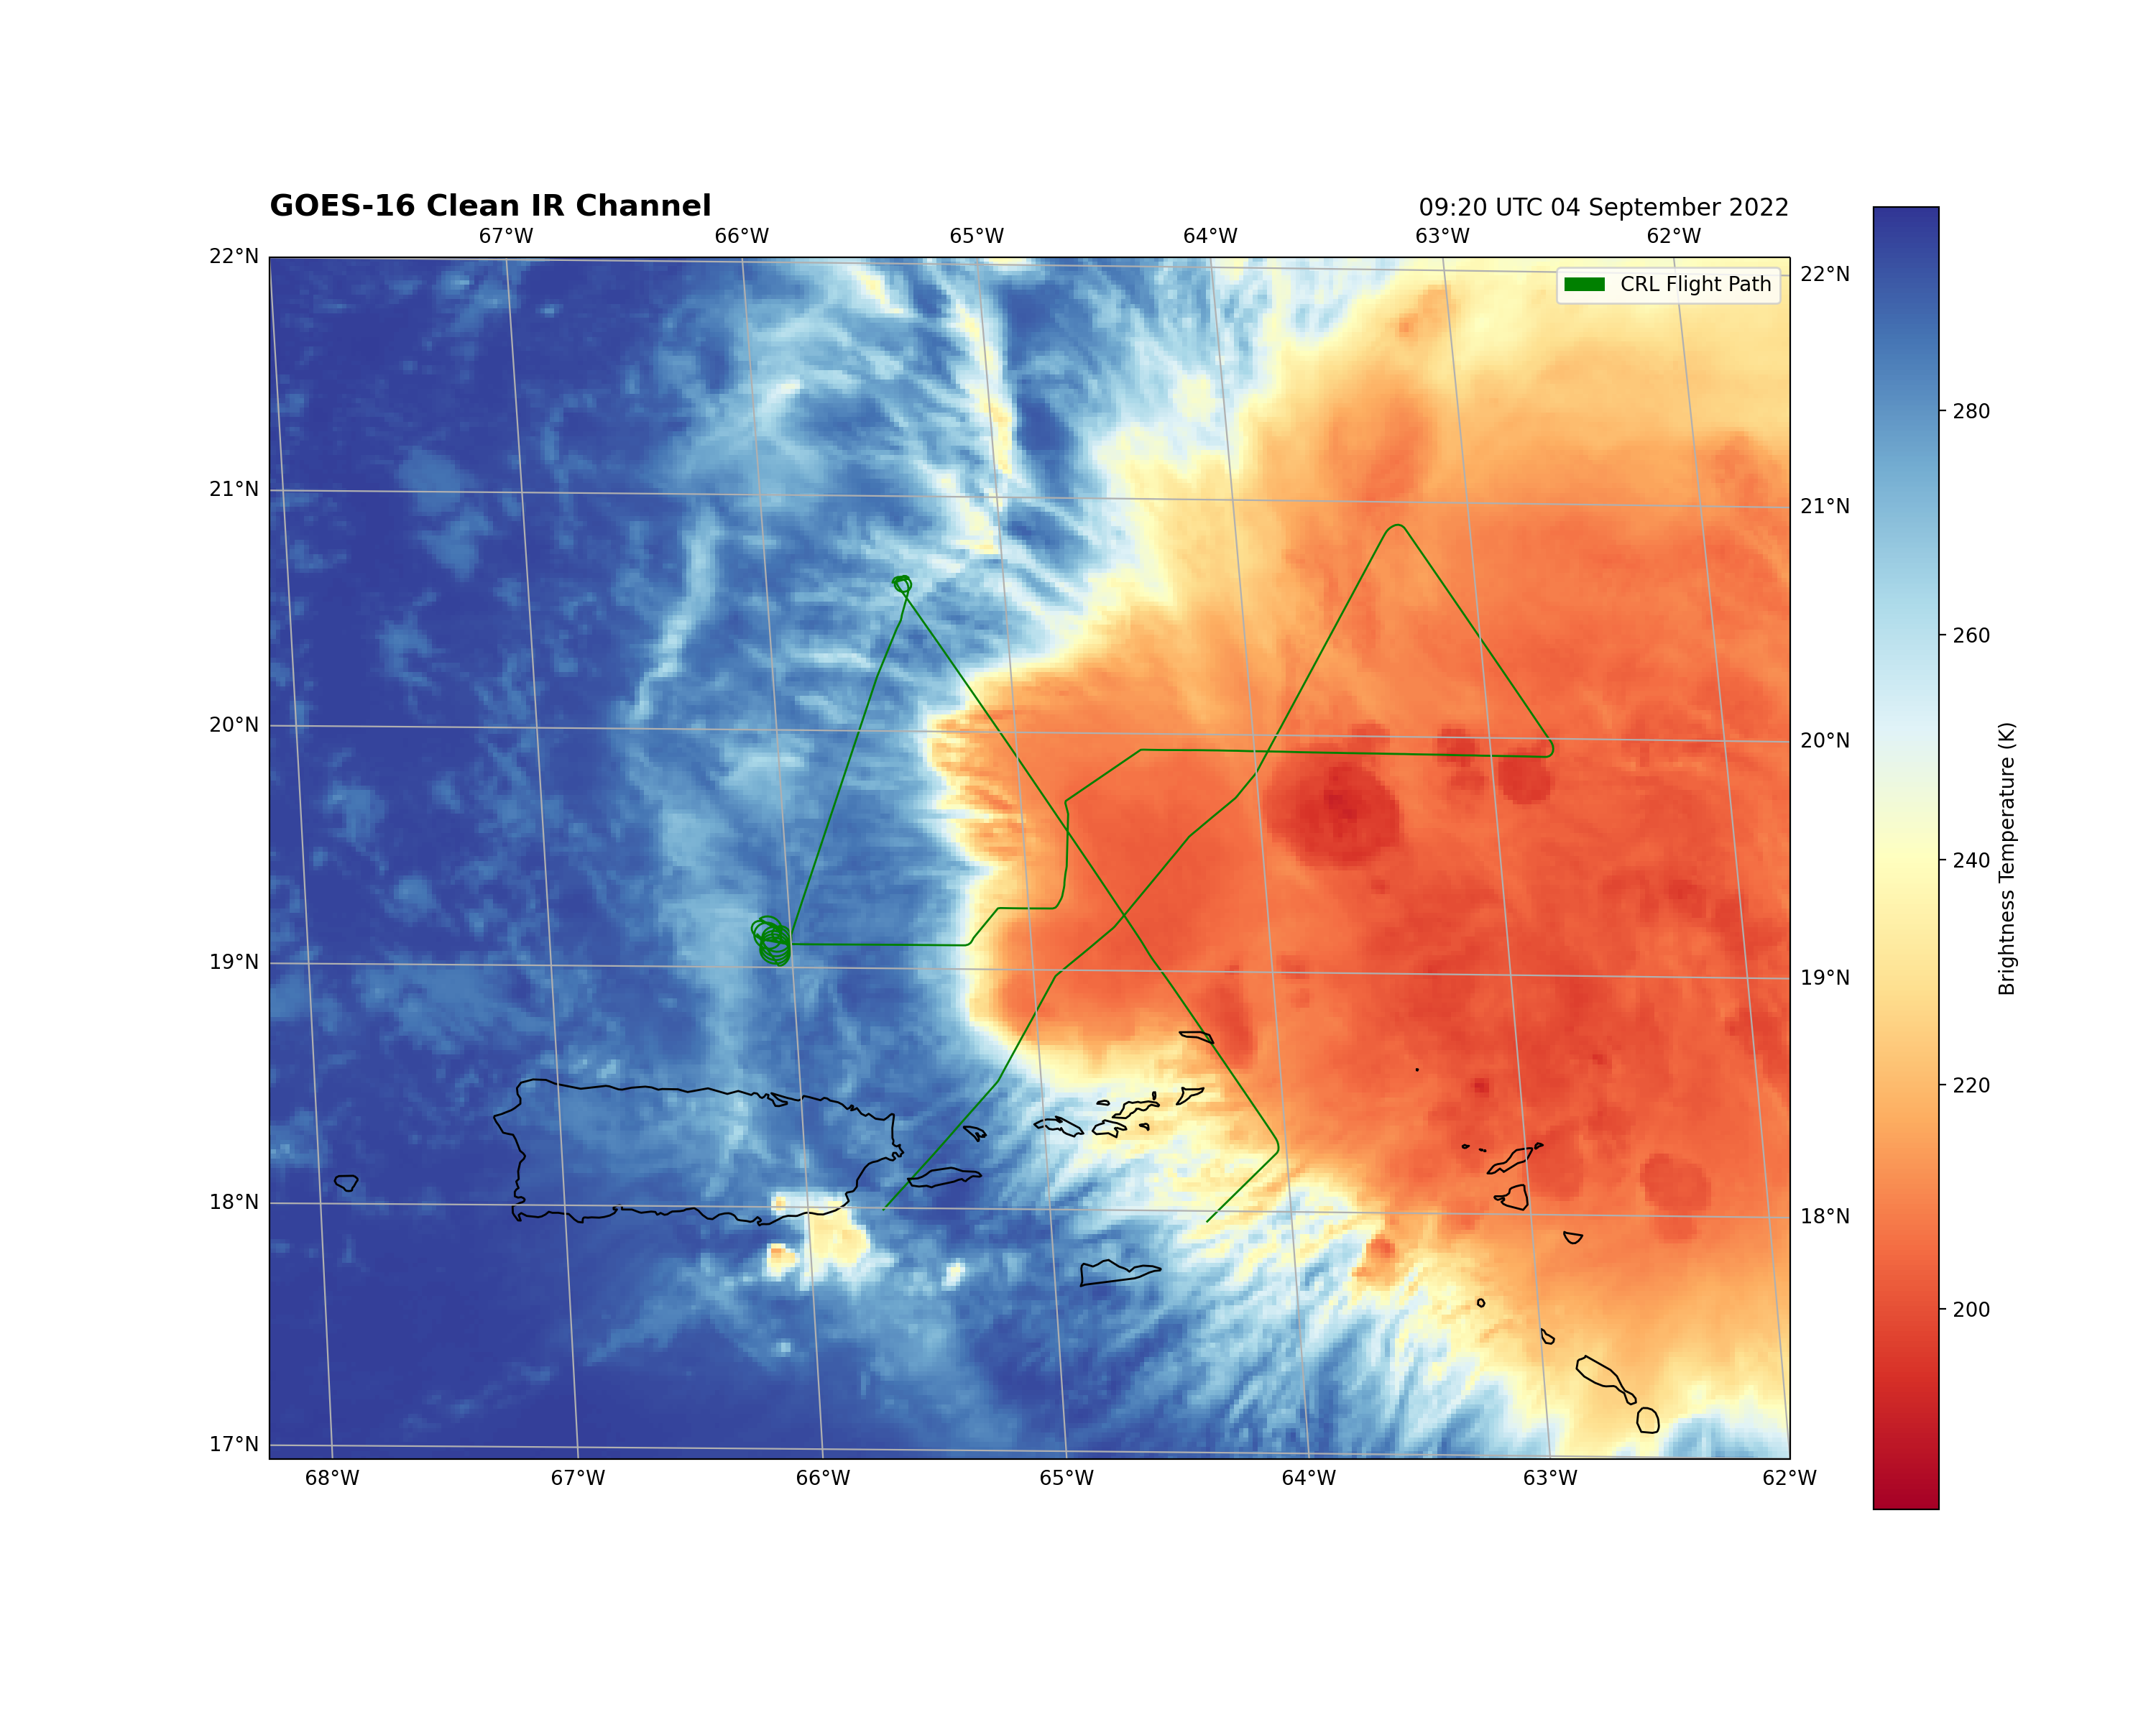 GOES-16 Clean IR Channel
09:20 UTC 04 September 2022
67°W 66°W 65°W 64°W 63°W 62°W
22°N
22°N
CRL Flight Path
280
21°N
21°N
260
20°N
20°N
240
Brightness Temperature (K)
19°N
19°N
220
18°N
18°N
200
17°N
68°W 67°W 66°W 65°W 64°W 63°W 62°W